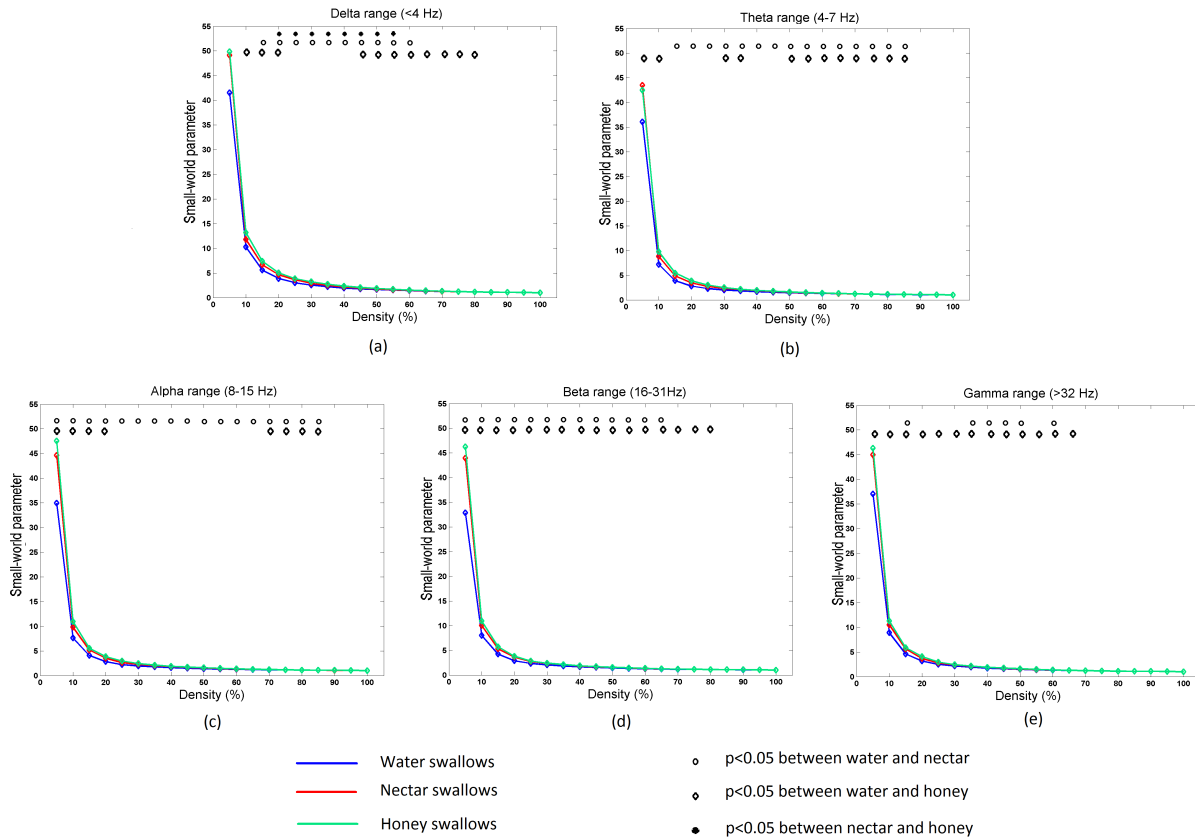 Delta range (<4 Hz)
55
50
45
40
35
30
25
20
15
10
5
0
Small-world parameter
0 10 20 30 40 50 60 70 80 90 100
Density (%)
(a)
Theta range (4-7 Hz)
55
50
45
40
35
30
25
20
15
10
5
0
Small-world parameter
0 10 20 30 40 50 60 70 80 90 100
Density (%)
(b)
Alpha range (8-15 Hz)
55
50
45
40
35
30
25
20
15
10
5
0
Small-world parameter
0 10 20 30 40 50 60 70 80 90 100
Density (%)
(c)
Beta range (16-31Hz)
55
50
45
40
35
30
25
20
15
10
5
0
Small-world parameter
0 10 20 30 40 50 60 70 80 90 100
Density (%)
(d)
Gamma range (>32 Hz)
55
50
45
40
35
30
25
20
15
10
5
0
Small-world parameter
0 10 20 30 40 50 60 70 80 90 100
Density (%)
(e)
Water swallows
Nectar swallows
Honey swallows
p<0.05 between water and nectar
p<0.05 between water and honey
p<0.05 between nectar and honey